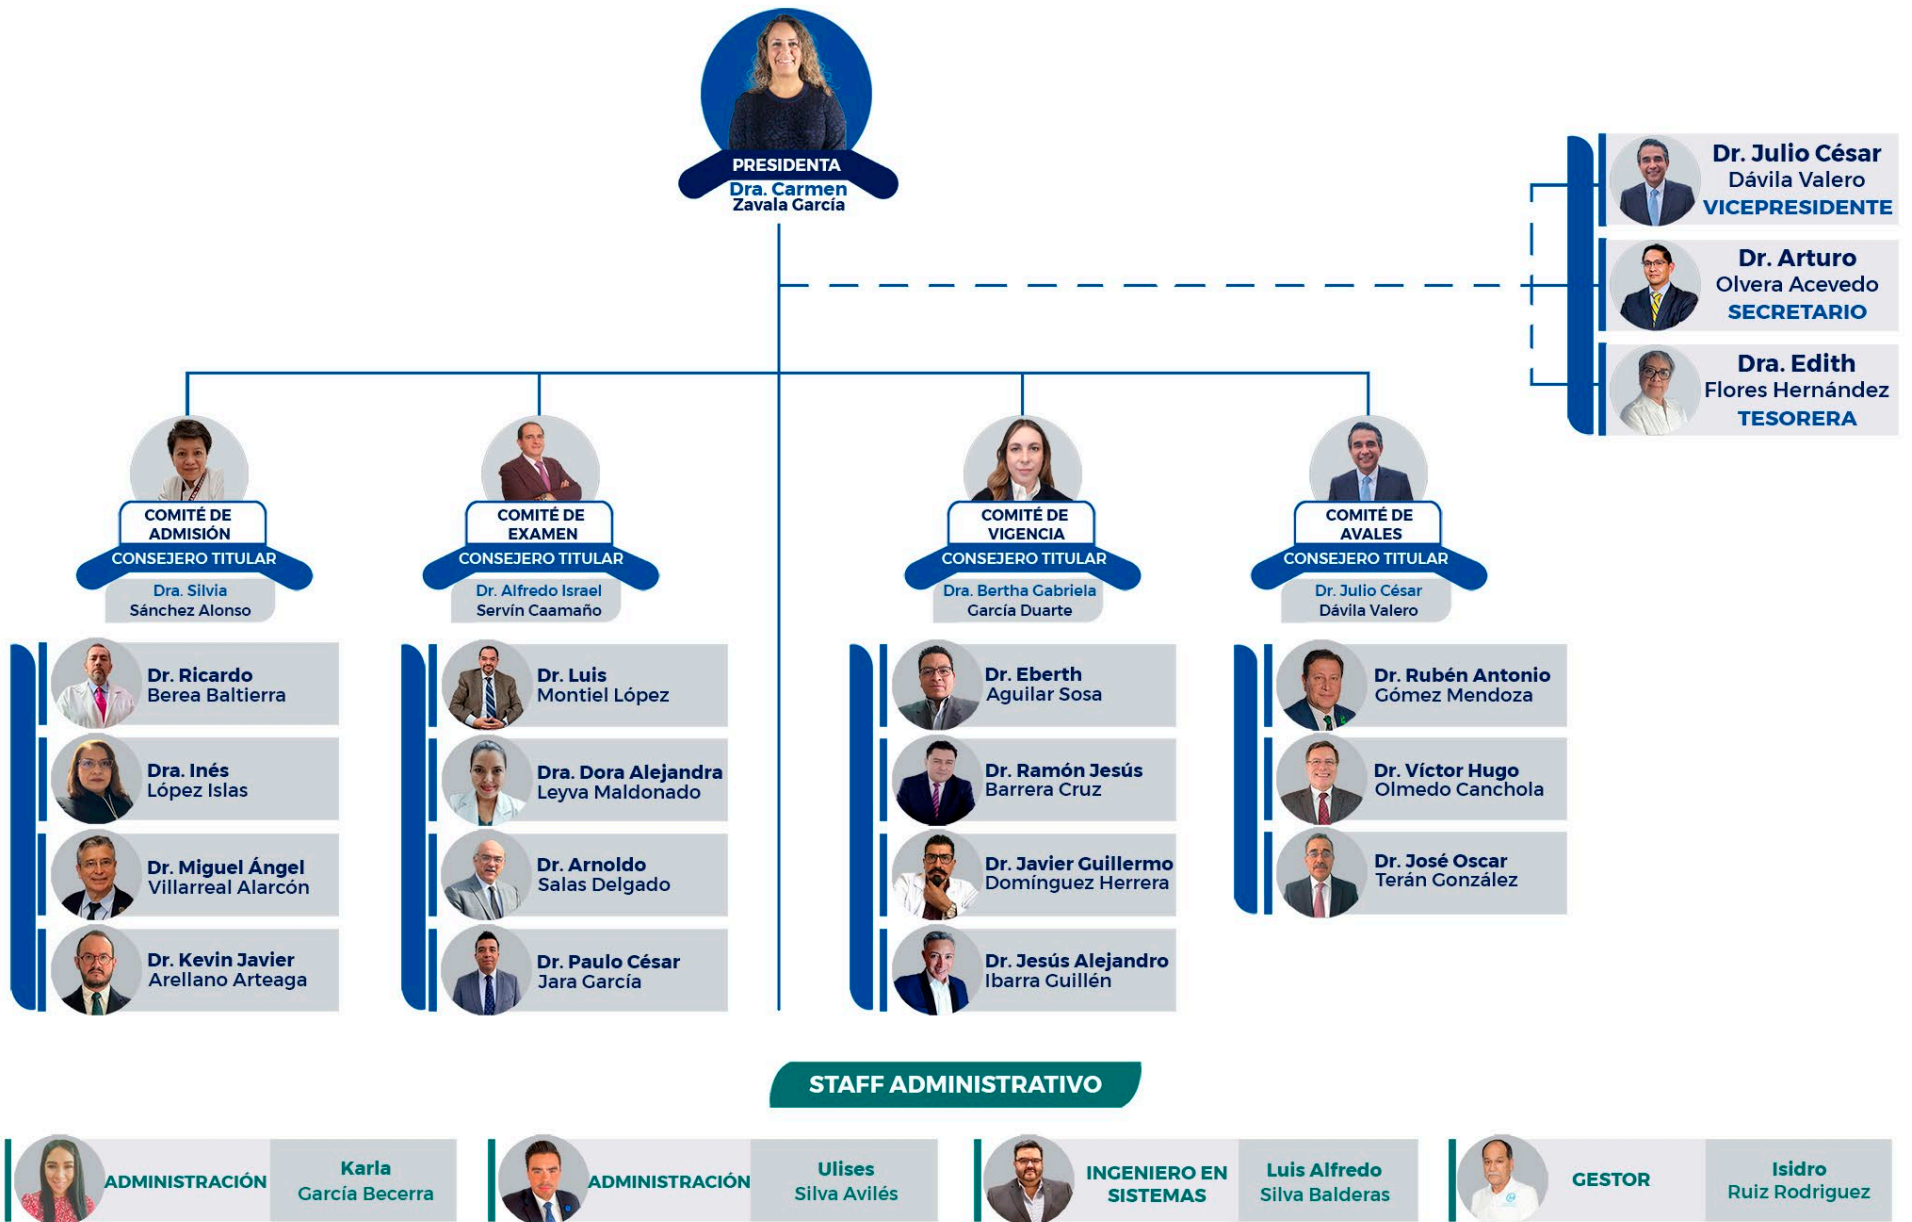 PRESIDENTA
Dra. Carmen
Zavala García
Dr. Julio César
Dávila Valero
VICEPRESIDENTE
Dr. Arturo
Olvera Acevedo
SECRETARIO
Dra. Edith
Flores Hernández
TESORERA
COMITÉ DE
ADMISIÓN
CONSEJERO TITULAR
Dra. Silvia
Sánchez Alonso
Dr. Ricardo
Berea Baltierra
Dra. Inés
López Islas
Dr. Miguel Ángel
Villarreal Alarcón
Dr. Kevin Javier
Arellano Arteaga
COMITÉ DE
EXAMEN
CONSEJERO TITULAR
Dr. Alfredo Israel
Servín Caamaño
Dr. Luis
Montiel López
Dra. Dora Alejandra
Leyva Maldonado
Dr. Arnoldo
Salas Delgado
Dr. Paulo César
Jara García
COMITÉ DE
VIGENCIA
CONSEJERO TITULAR
Dra. Bertha Gabriela
García Duarte
Dr. Eberth
Aguilar Sosa
Dr. Ramón Jesús
Barrera Cruz
Dr. Javier Guillermo
Domínguez Herrera
Dr. Jesús Alejandro
Ibarra Guillén
COMITÉ DE
AVALES
CONSEJERO TITULAR
Dr. Julio César
Dávila Valero
Dr. Rubén Antonio
Gómez Mendoza
Dr. Víctor Hugo
Olmedo Canchola
Dr. José Oscar
Terán González
STAFF ADMINISTRATIVO
ADMINISTRACIÓN
Karla
García Becerra
ADMINISTRACIÓN
Ulises
Silva Avilés
INGENIERO EN
SISTEMAS
Luis Alfredo
Silva Balderas
GESTOR
Isidro
Ruiz Rodriguez